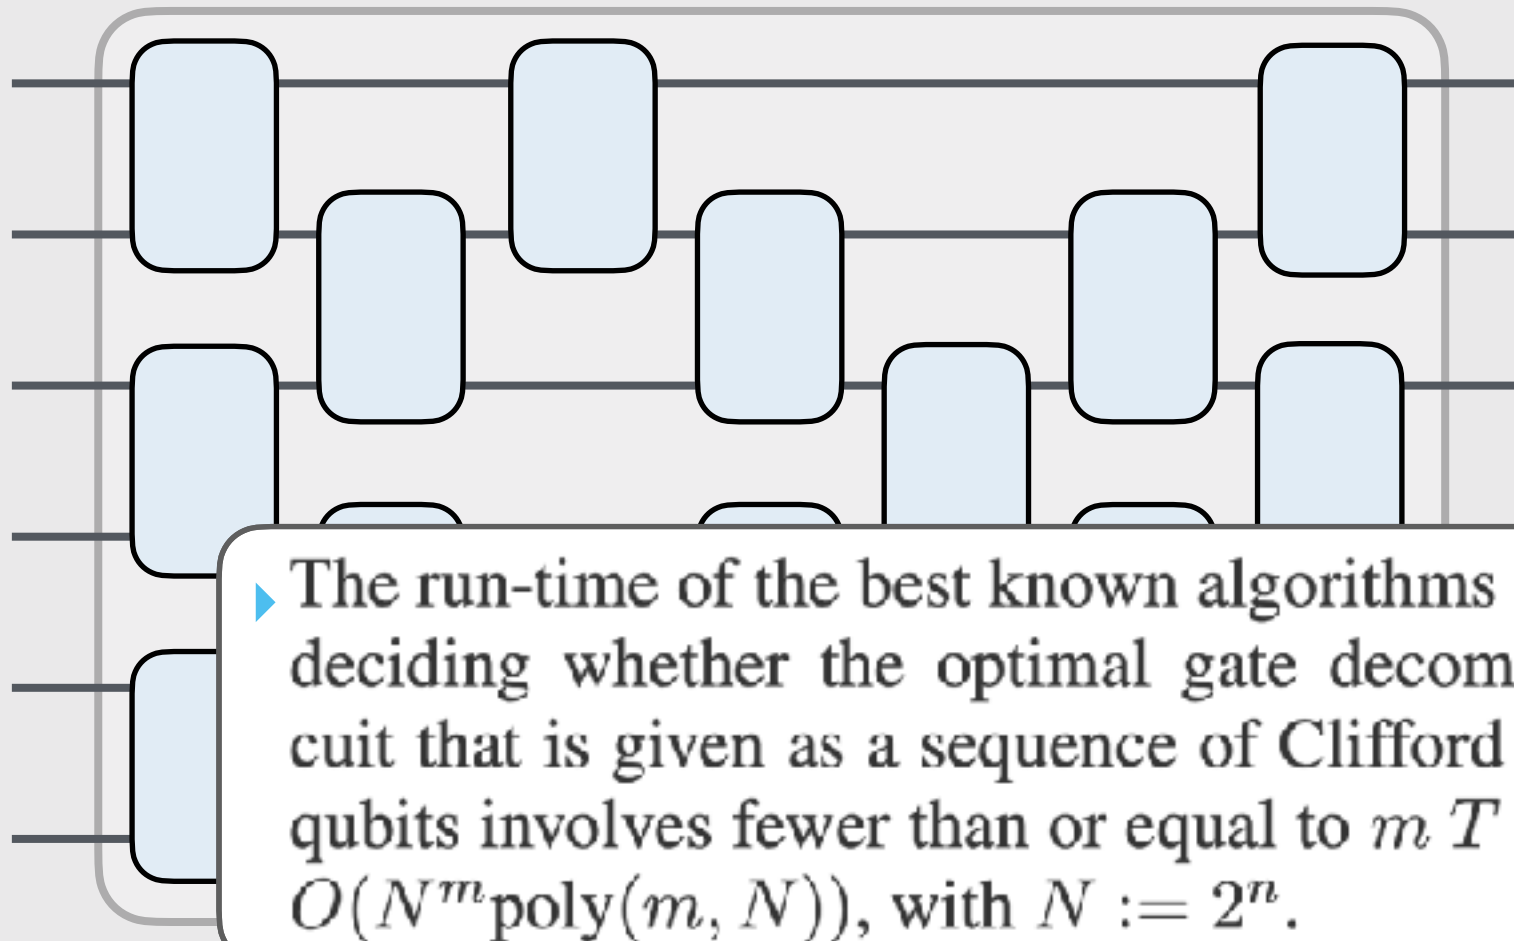 The run-time of the best known algorithms
deciding whether the optimal gate decom
cuit that is given as a sequence of Clifford
qubits involves fewer than or equal to m T
O(N^m poly(m, N)), with N := 2^n.